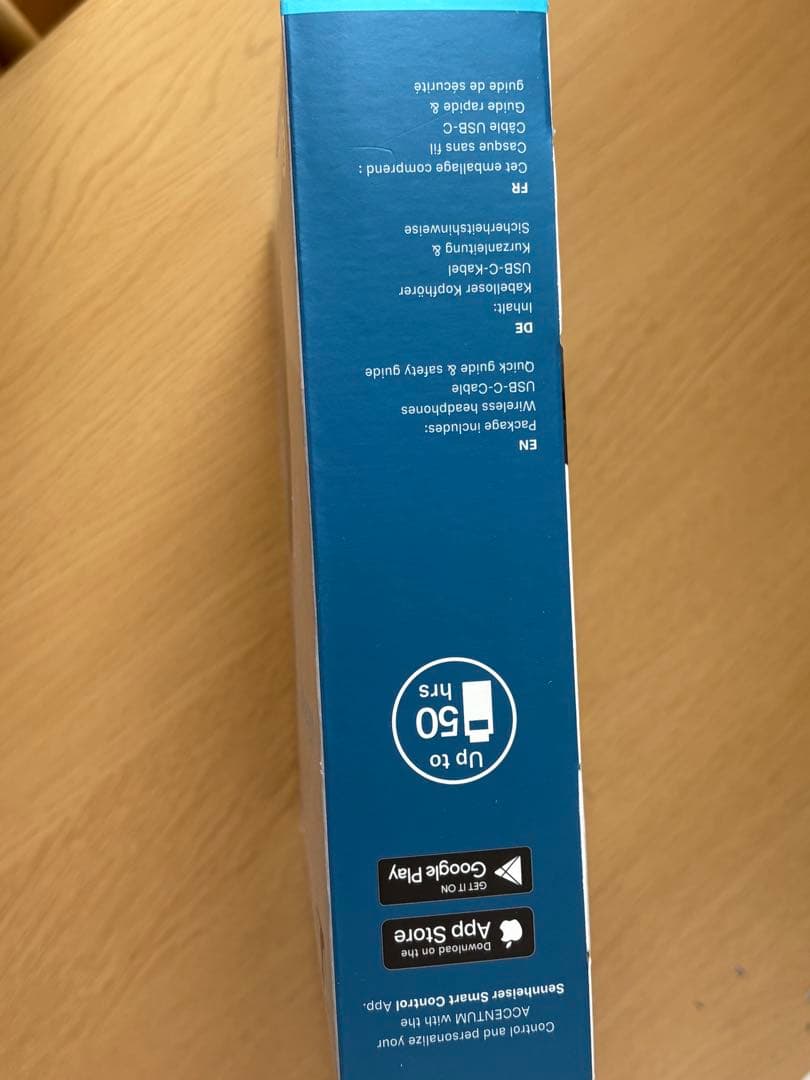 Control and personalize your
ACCENTUM with the
Sennheiser Smart Control App.
Download on the
App Store
GET IT ON
Google Play
Up to
50
hrs
EN
Package includes:
Wireless headphones
USB-C-Cable
Quick guide & safety guide
DE
Inhalt:
Kabelloser Kopfhörer
USB-C-Kabel
Kurzanleitung &
Sicherheitshinweise
FR
Cet emballage comprend :
Casque sans fil
Câble USB-C
Guide rapide &
guide de sécurité